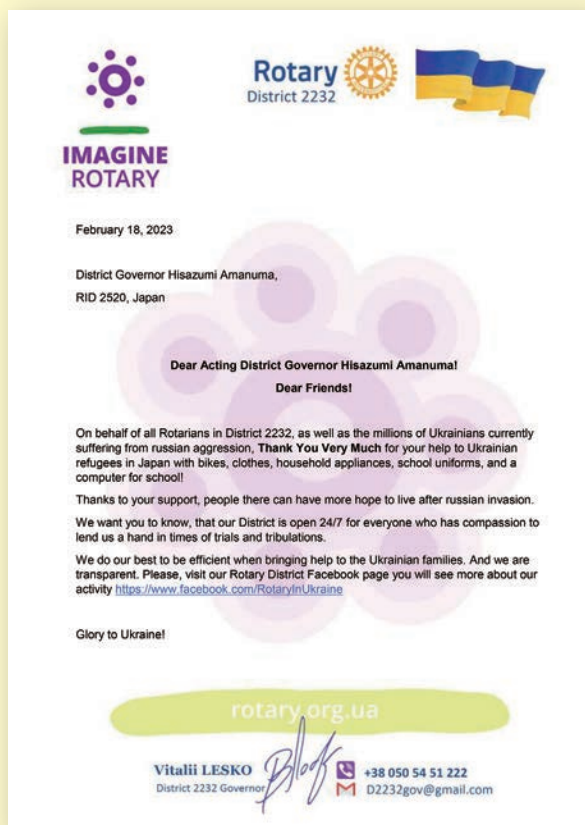 Rotary
District 2232
IMAGINE
ROTARY
February 18, 2023
District Governor Hisazumi Amanuma,
RID 2520, Japan
Dear Acting District Governor Hisazumi Amanuma!
Dear Friends!
On behalf of all Rotarians in District 2232, as well as the millions of Ukrainians currently
suffering from russian aggression, Thank You Very Much for your help to Ukrainian
refugees in Japan with bikes, clothes, household appliances, school uniforms, and a
computer for school!
Thanks to your support, people there can have more hope to live after russian invasion.
We want you to know, that our District is open 24/7 for everyone who has compassion to
lend us a hand in times of trials and tribulations.
We do our best to be efficient when bringing help to the Ukrainian families. And we are
transparent. Please, visit our Rotary District Facebook page you will see more about our
activity https://www.facebook.com/RotaryInUkraine
Glory to Ukraine!
rotary.org.ua
Vitalii LESKO
District 2232 Governor
+38 050 54 51 222
D2232gov@gmail.com